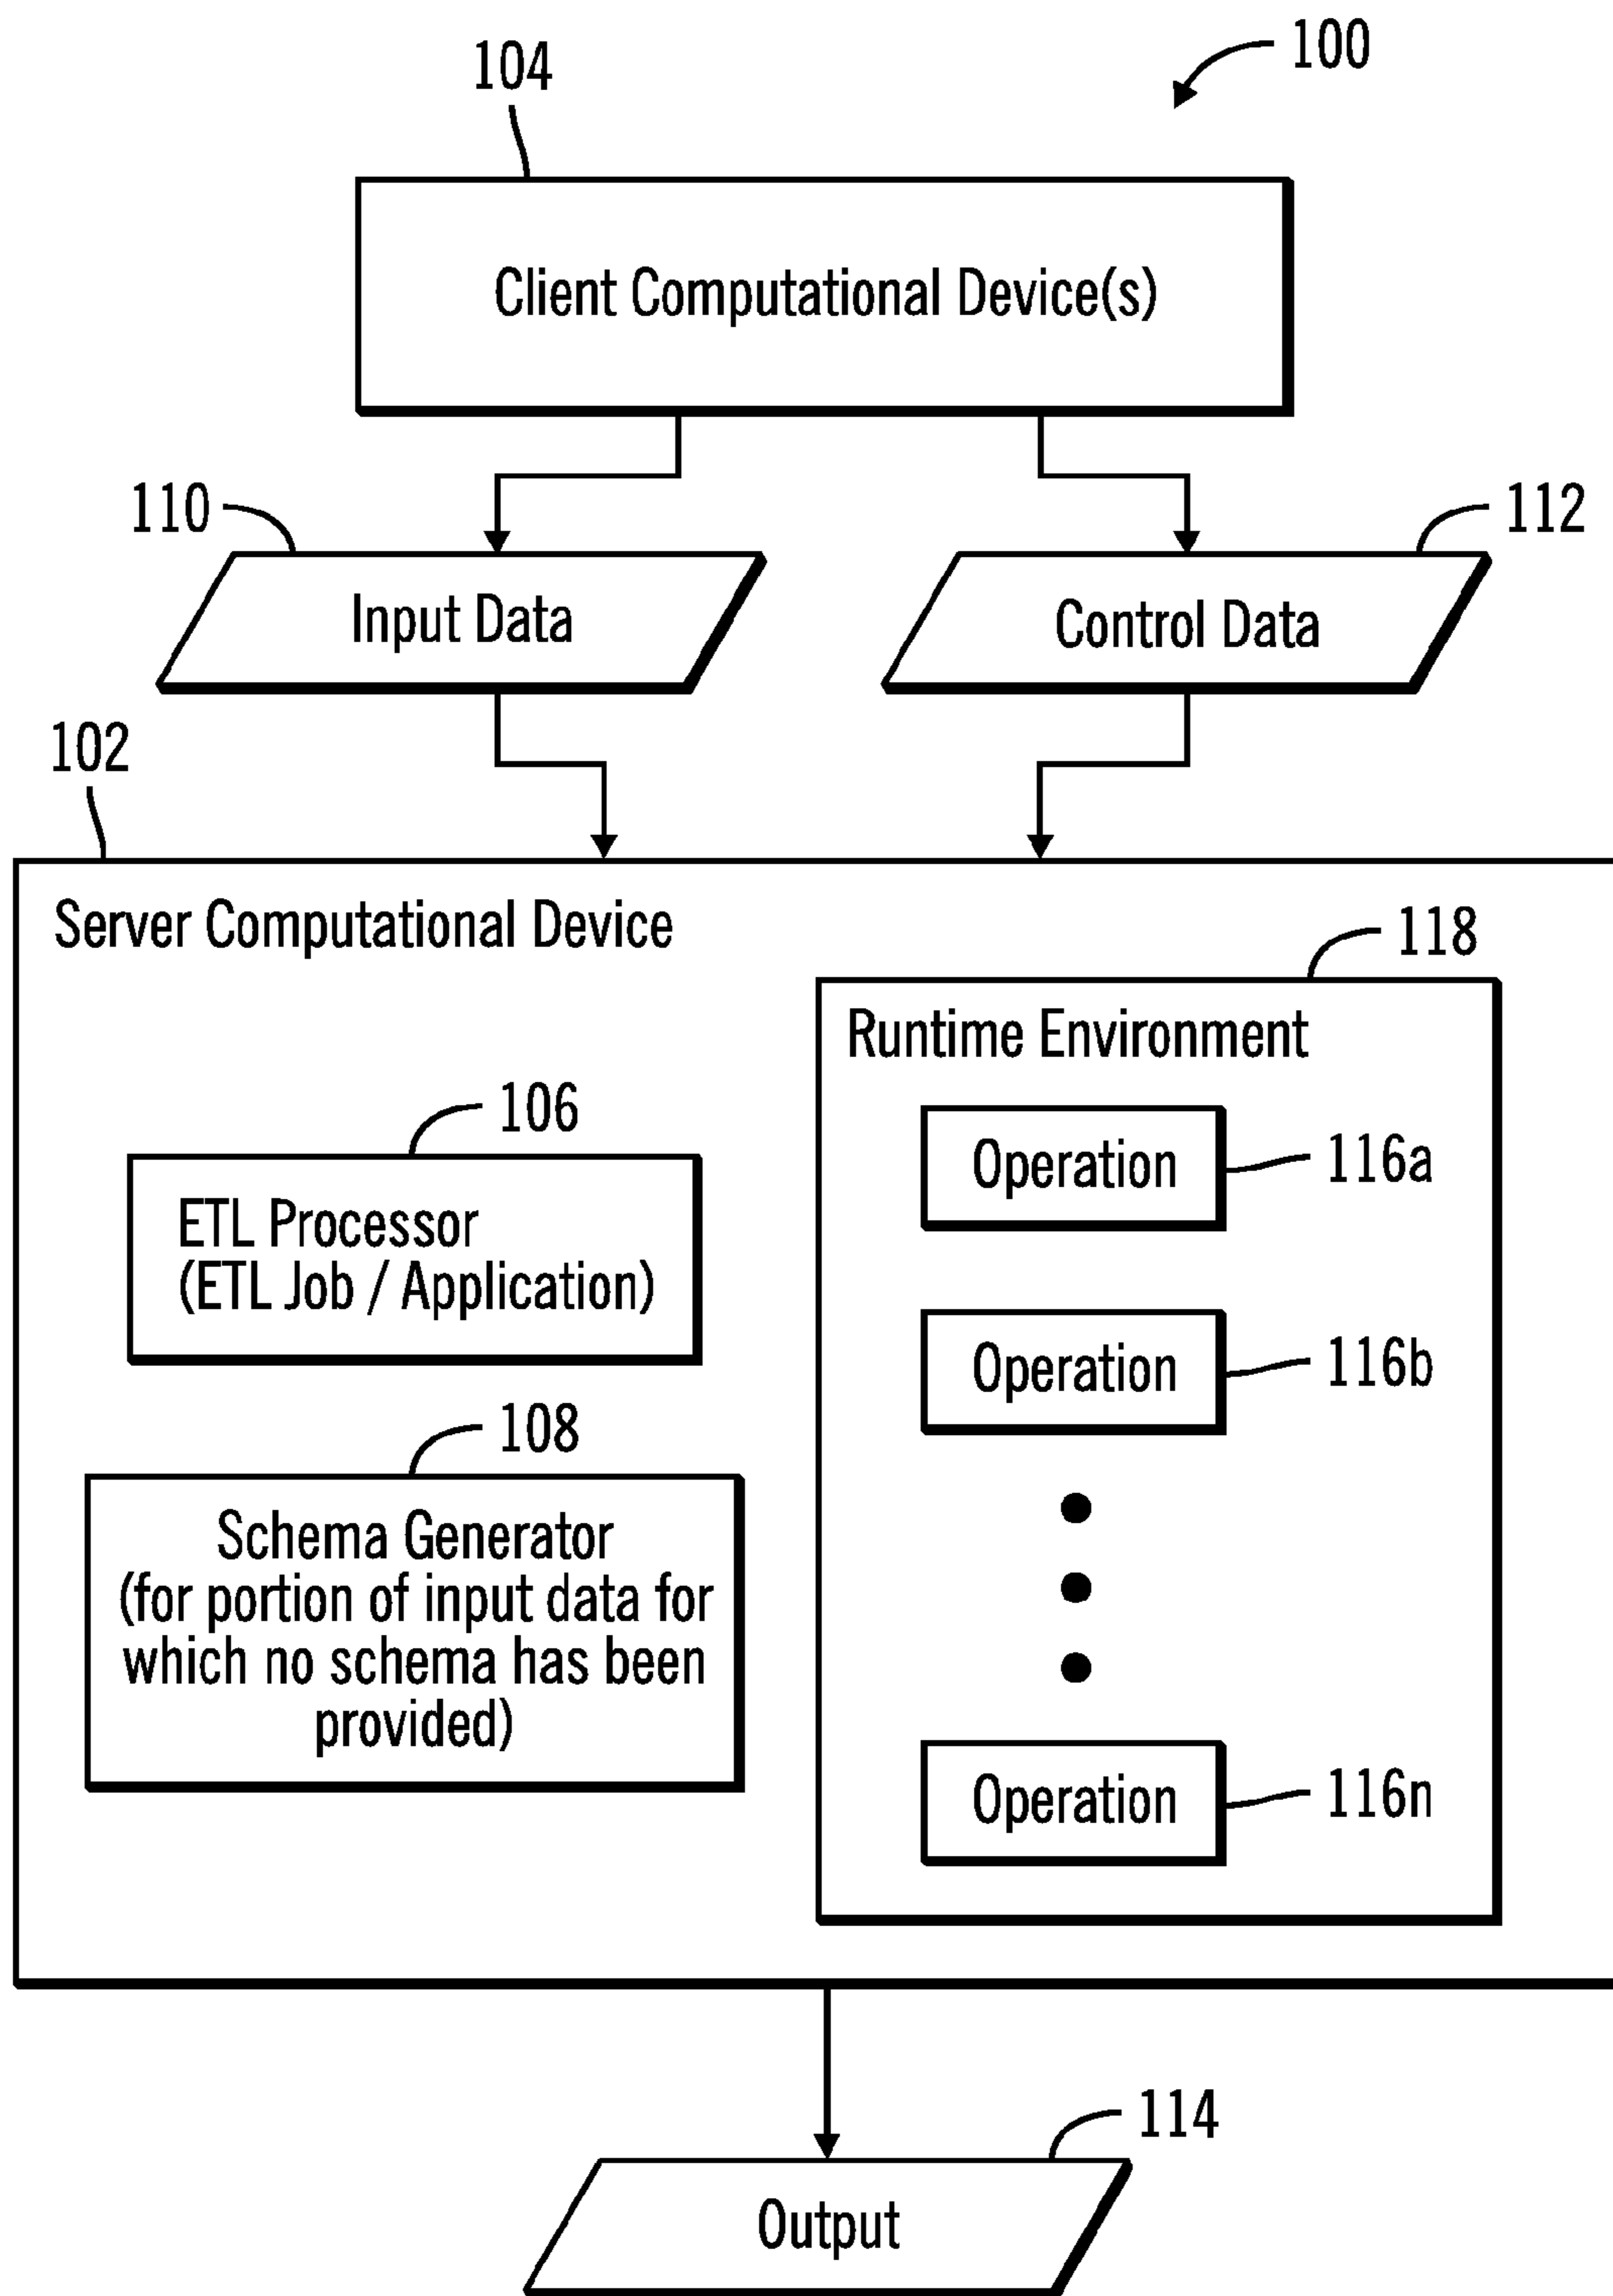 100
104
Client Computational Device(s)
110
112
Input Data
Control Data
102
Server Computational Device
118
Runtime Environment
106
ETL Processor
(ETL Job / Application)
Operation
116a
Operation
116b
108
Schema Generator
(for portion of input data for
which no schema has been
provided)
Operation
116n
114
Output